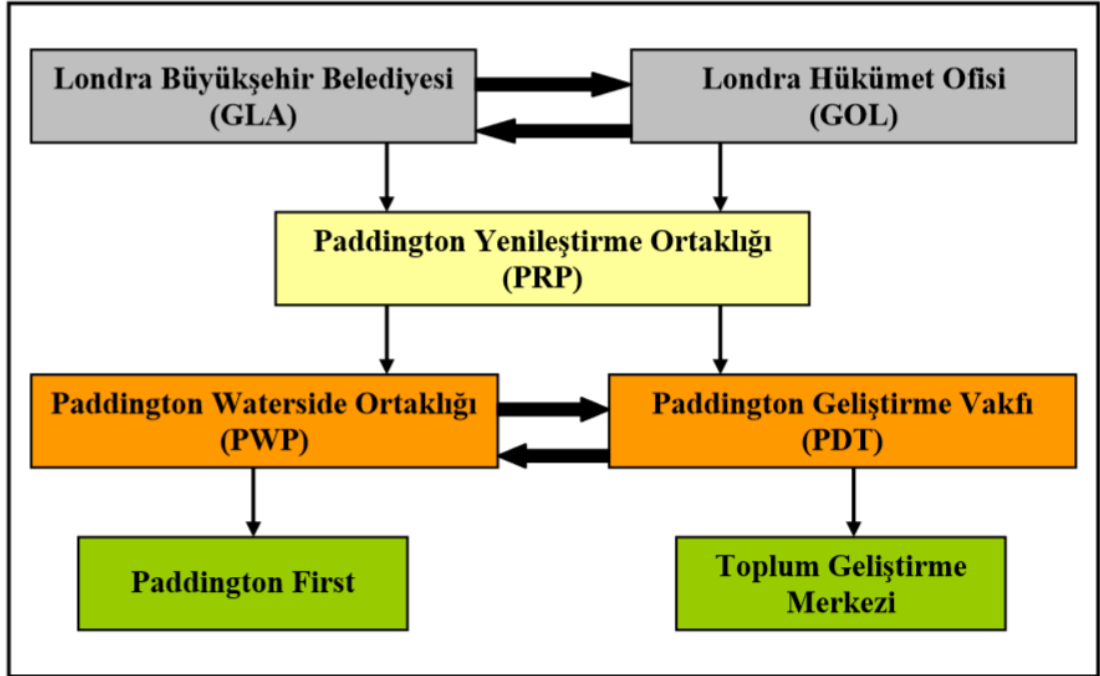 Londra Büyükşehir Belediyesi
(GLA)
Londra Hükümet Ofisi
(GOL)
Paddington Yenileştirme Ortaklığı
(PRP)
Paddington Waterside Ortaklığı
(PWP)
Paddington Geliştirme Vakfı
(PDT)
Paddington First
Toplum Geliştirme
Merkezi